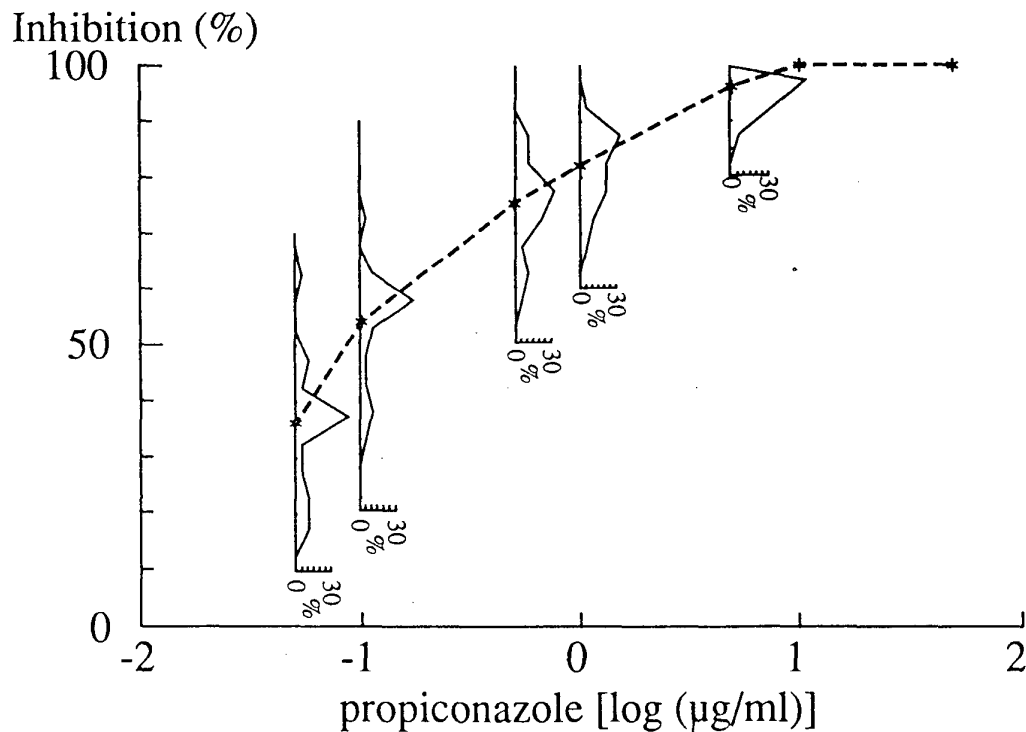 Inhibition (%)
100
50
0
0 % 30
0 % 30
0 % 30
0 % 30
0 % 30
-2 -1 0 1 2
propiconazole [log (µg/ml)]